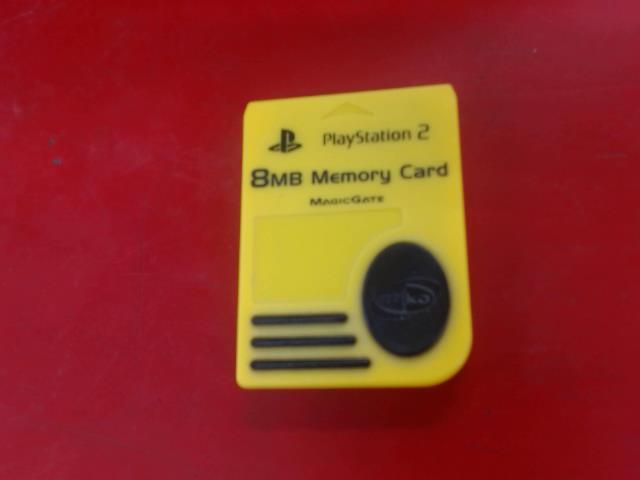 PlayStation 2
8MB Memory Card
MAGICGATE